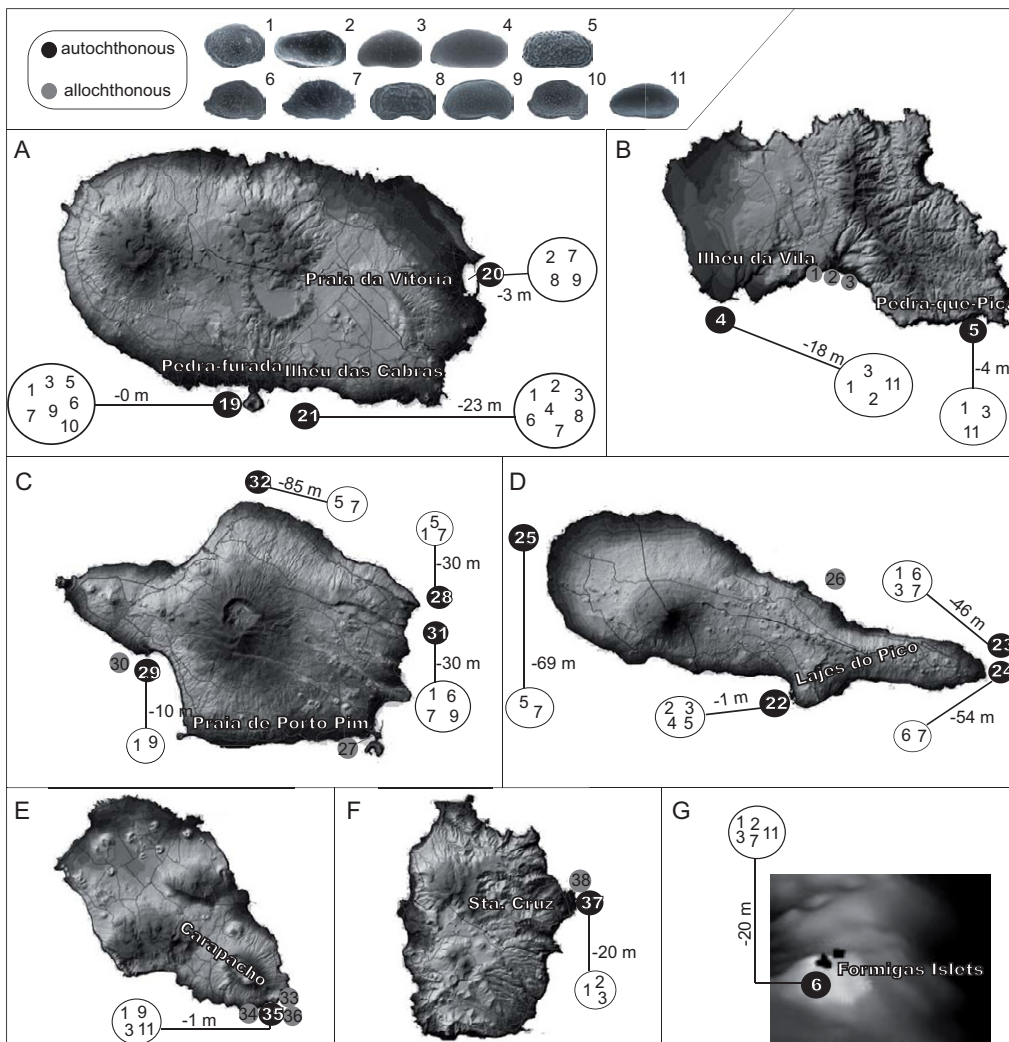 autochthonous
allochthonous
1 2 3 4 5
6 7 8 9 10 11
A
Praia da Vitória
20
-3 m
2 7
8 9
Pedra-furada
Ilheu das Cabras
1 3 5
7 9 6
10
-0 m
19
21
-23 m
1 2 3
6 4 8
7
B
Ilheu da Vila
1 2 3
Pedra-que-Pica
4
5
-18 m
3
1 11
2
-4 m
1 3
11
C
32
-85 m
5 7
5
1 7
-30 m
28
31
-30 m
1 6
7 9
30
29
-10 m
1 9
Praia de Porto Pim
27
D
25
-69 m
5 7
26
1 6
3 7
-46 m
23
24
-54 m
6 7
Lajes do Pico
22
-1 m
2 3
4 5
E
Carapacho
33
34 35 36
-1 m
1 9
3 11
F
Sta. Cruz
38
37
-20 m
1 2
3
G
1 2
3 7 11
-20 m
6
Formigas Islets